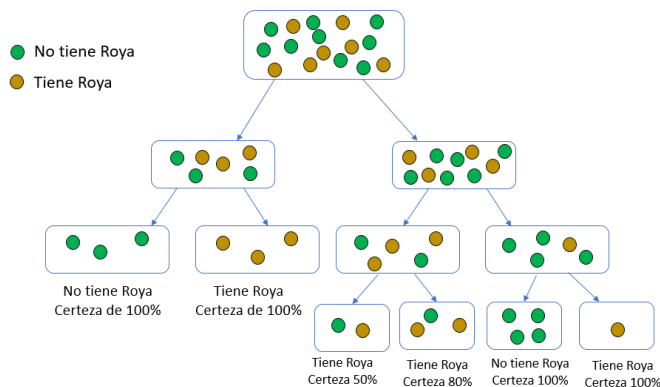 No tiene Roya
Tiene Roya
No tiene Roya
Certeza de 100%
Tiene Roya
Certeza de 100%
Tiene Roya
Certeza 50%
Tiene Roya
Certeza 80%
No tiene Roya
Certeza 100%
Tiene Roya
Certeza 100%